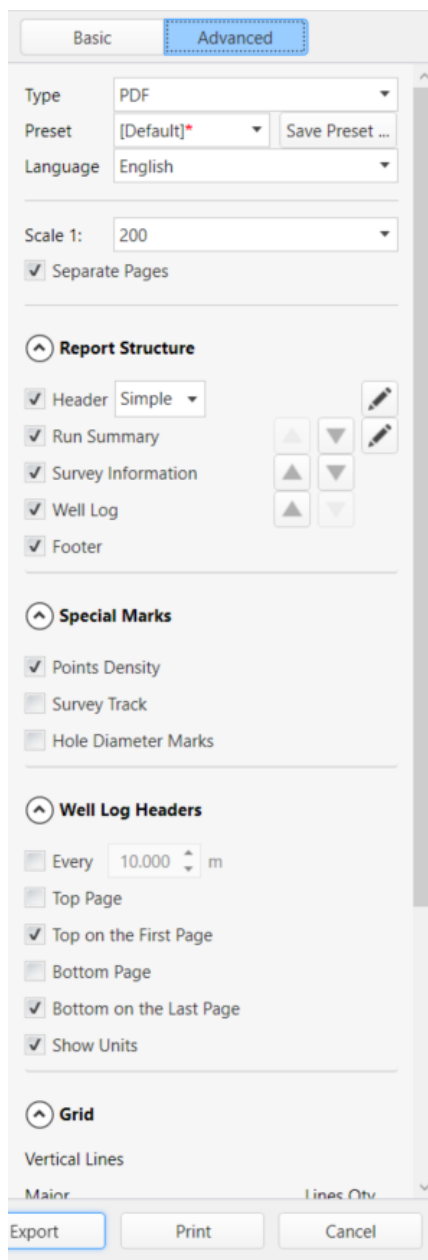 Basic Advanced
Type PDF
Preset [Default]* Save Preset ...
Language English
Scale 1: 200
Separate Pages
Report Structure
Header Simple
Run Summary
Survey Information
Well Log
Footer
Special Marks
Points Density
Survey Track
Hole Diameter Marks
Well Log Headers
Every 10.000 m
Top Page
Top on the First Page
Bottom Page
Bottom on the Last Page
Show Units
Grid
Vertical Lines
Major Lines Qty
Export Print Cancel